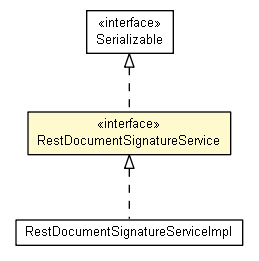 «interface»
Serializable
«interface»
RestDocumentSignatureService
RestDocumentSignatureServiceImpl